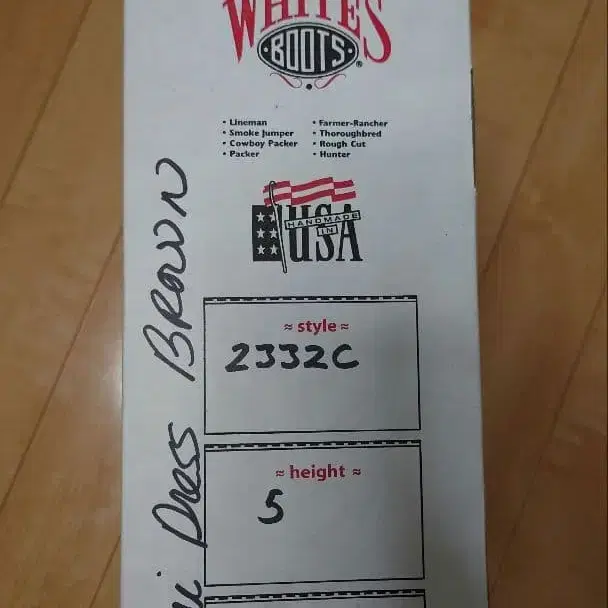 WHITE'S
BOOTS
• Lineman
• Smoke Jumper
• Cowboy Packer
• Packer
• Farmer-Rancher
• Thoroughbred
• Rough Cut
• Hunter
HANDMADE
IN
USA
≈ style ≈
2332C
≈ height ≈
5
Dress Brown